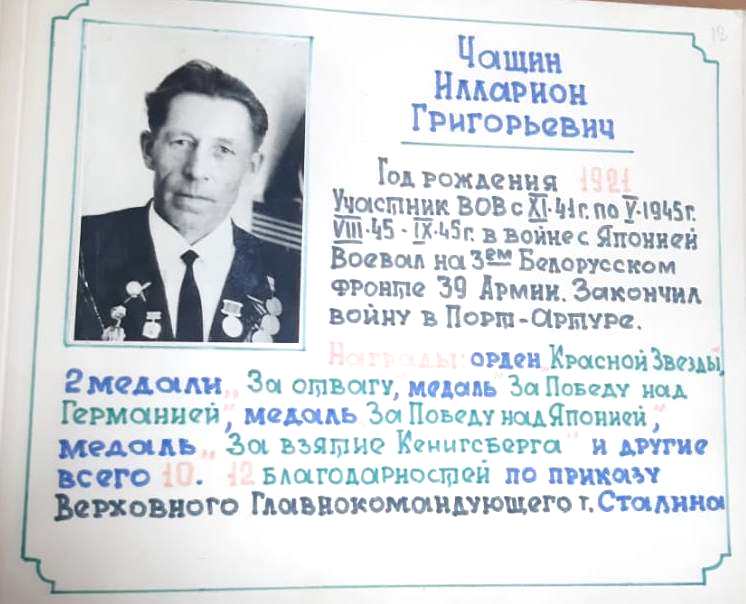 13
Чащин
Илларион
Григорьевич
Год рождения 1921
Участник ВОВ с XI-41г. по V-1945г.
VIII-45 - IX-45г. в войне с Японией
Воевал на 3ем Белорусском
фронте 39 Армии. Закончил
войну в Порт-Артуре.
Награды: орден „Красной Звезды"
2 медали „За отвагу", медаль "За Победу над
Германией", медаль "За Победу над Японией",
медаль „За взятие Кенигсберга" и другие
всего 10. 12 благодарностей по приказу
Верховного Главнокомандующего т. Сталина